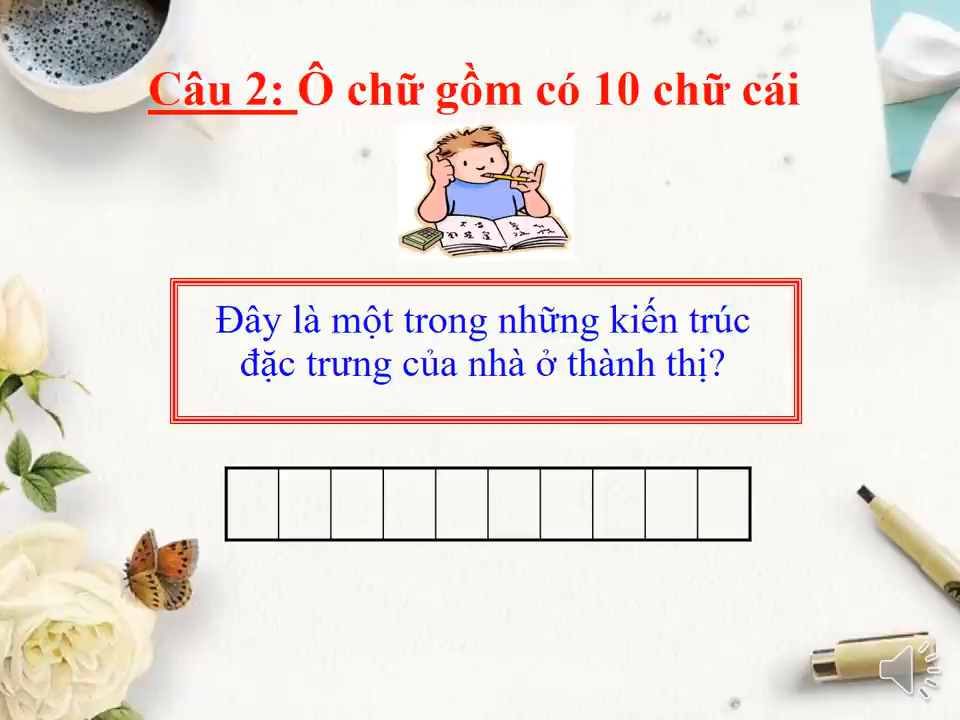 Câu 2: Ô chữ gồm có 10 chữ cái
Đây là một trong những kiến trúc
đặc trưng của nhà ở thành thị?